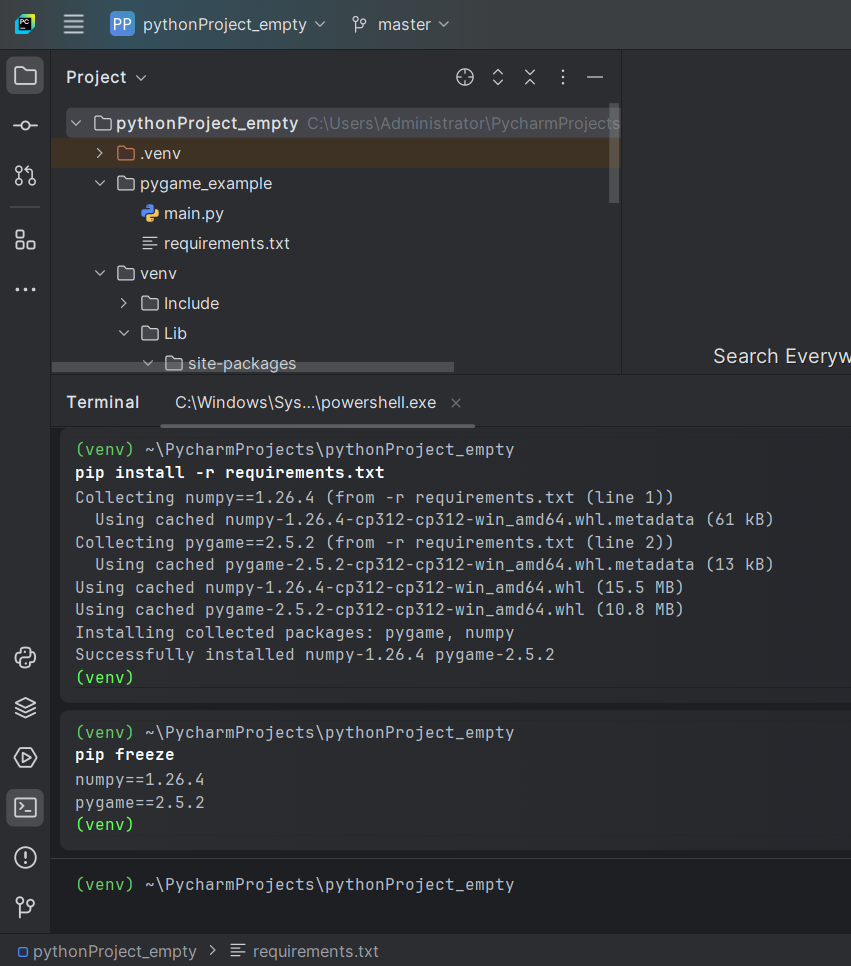 PC
PP pythonProject_empty master
Project
pythonProject_empty C:\Users\Administrator\PycharmProjects
.venv
pygame_example
main.py
requirements.txt
venv
Include
Lib
site-packages
Search Everyw
Terminal C:\Windows\Sys...\powershell.exe
(venv) ~\PycharmProjects\pythonProject_empty
pip install -r requirements.txt
Collecting numpy==1.26.4 (from -r requirements.txt (line 1))
Using cached numpy-1.26.4-cp312-cp312-win_amd64.whl.metadata (61 kB)
Collecting pygame==2.5.2 (from -r requirements.txt (line 2))
Using cached pygame-2.5.2-cp312-cp312-win_amd64.whl.metadata (13 kB)
Using cached numpy-1.26.4-cp312-cp312-win_amd64.whl (15.5 MB)
Using cached pygame-2.5.2-cp312-cp312-win_amd64.whl (10.8 MB)
Installing collected packages: pygame, numpy
Successfully installed numpy-1.26.4 pygame-2.5.2
(venv)
(venv) ~\PycharmProjects\pythonProject_empty
pip freeze
numpy==1.26.4
pygame==2.5.2
(venv)
(venv) ~\PycharmProjects\pythonProject_empty
pythonProject_empty > requirements.txt